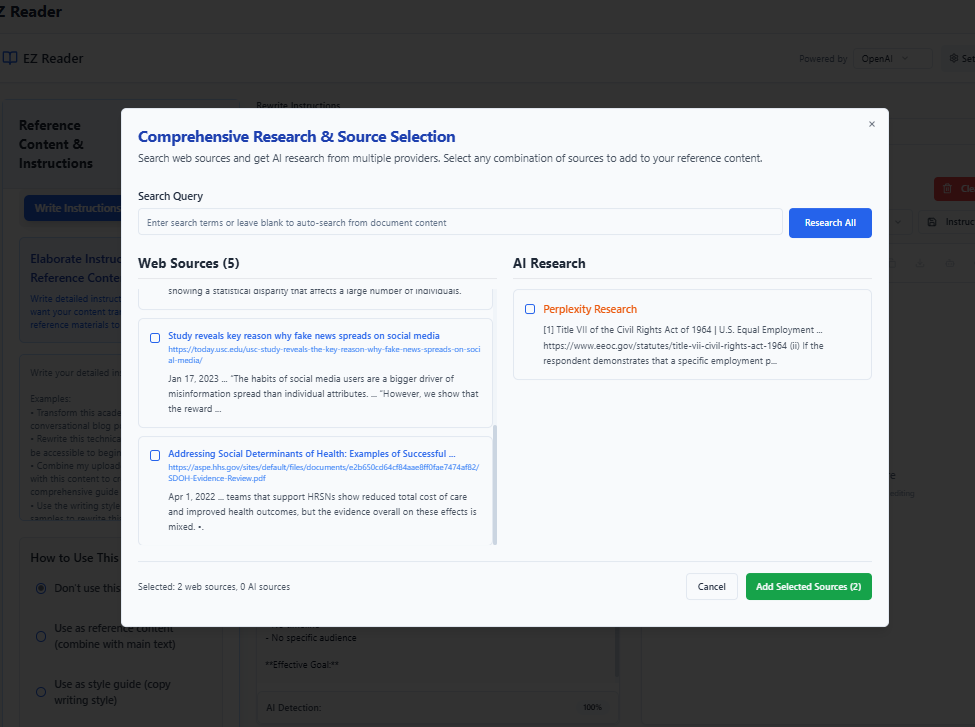 Z Reader
EZ Reader
Powered by
OpenAI
Set
Reference
Content &
Instructions
Rewrite Instructions
Write Instructions
Cle
Instruc
Elaborate Instruc
Reference Conte
Write detailed instruct
want your content tran
reference materials to
Write your detailed in
Examples:
• Transform this acade
conversational blog p
• Rewrite this technica
be accessible to begin
• Combine my upload
with this content to cr
comprehensive guide
• Use the writing style
samples to rewrite this
How to Use This
Don't use this
Use as reference content
(combine with main text)
Use as style guide (copy
writing style)
Comprehensive Research & Source Selection
×
Search web sources and get AI research from multiple providers. Select any combination of sources to add to your reference content.
Search Query
Enter search terms or leave blank to auto-search from document content
Research All
Web Sources (5)
showing a statistical disparity that affects a large number of individuals.
Study reveals key reason why fake news spreads on social media
https://today.usc.edu/usc-study-reveals-the-key-reason-why-fake-news-spreads-on-soci
al-media/
Jan 17, 2023 ... "The habits of social media users are a bigger driver of
misinformation spread than individual attributes. ... "However, we show that
the reward ...
Addressing Social Determinants of Health: Examples of Successful ...
https://aspe.hhs.gov/sites/default/files/documents/e2b650cd64cf84aae8ff0fae7474af82/
SDOH-Evidence-Review.pdf
Apr 1, 2022 ... teams that support HRSNs show reduced total cost of care
and improved health outcomes, but the evidence overall on these effects is
mixed. •.
AI Research
Perplexity Research
[1] Title VII of the Civil Rights Act of 1964 | U.S. Equal Employment ...
https://www.eeoc.gov/statutes/title-vii-civil-rights-act-1964 (ii) If the
respondent demonstrates that a specific employment p...
Selected: 2 web sources, 0 AI sources
Cancel
Add Selected Sources (2)
- No specific audience
**Effective Goal:**
AI Detection:
100%